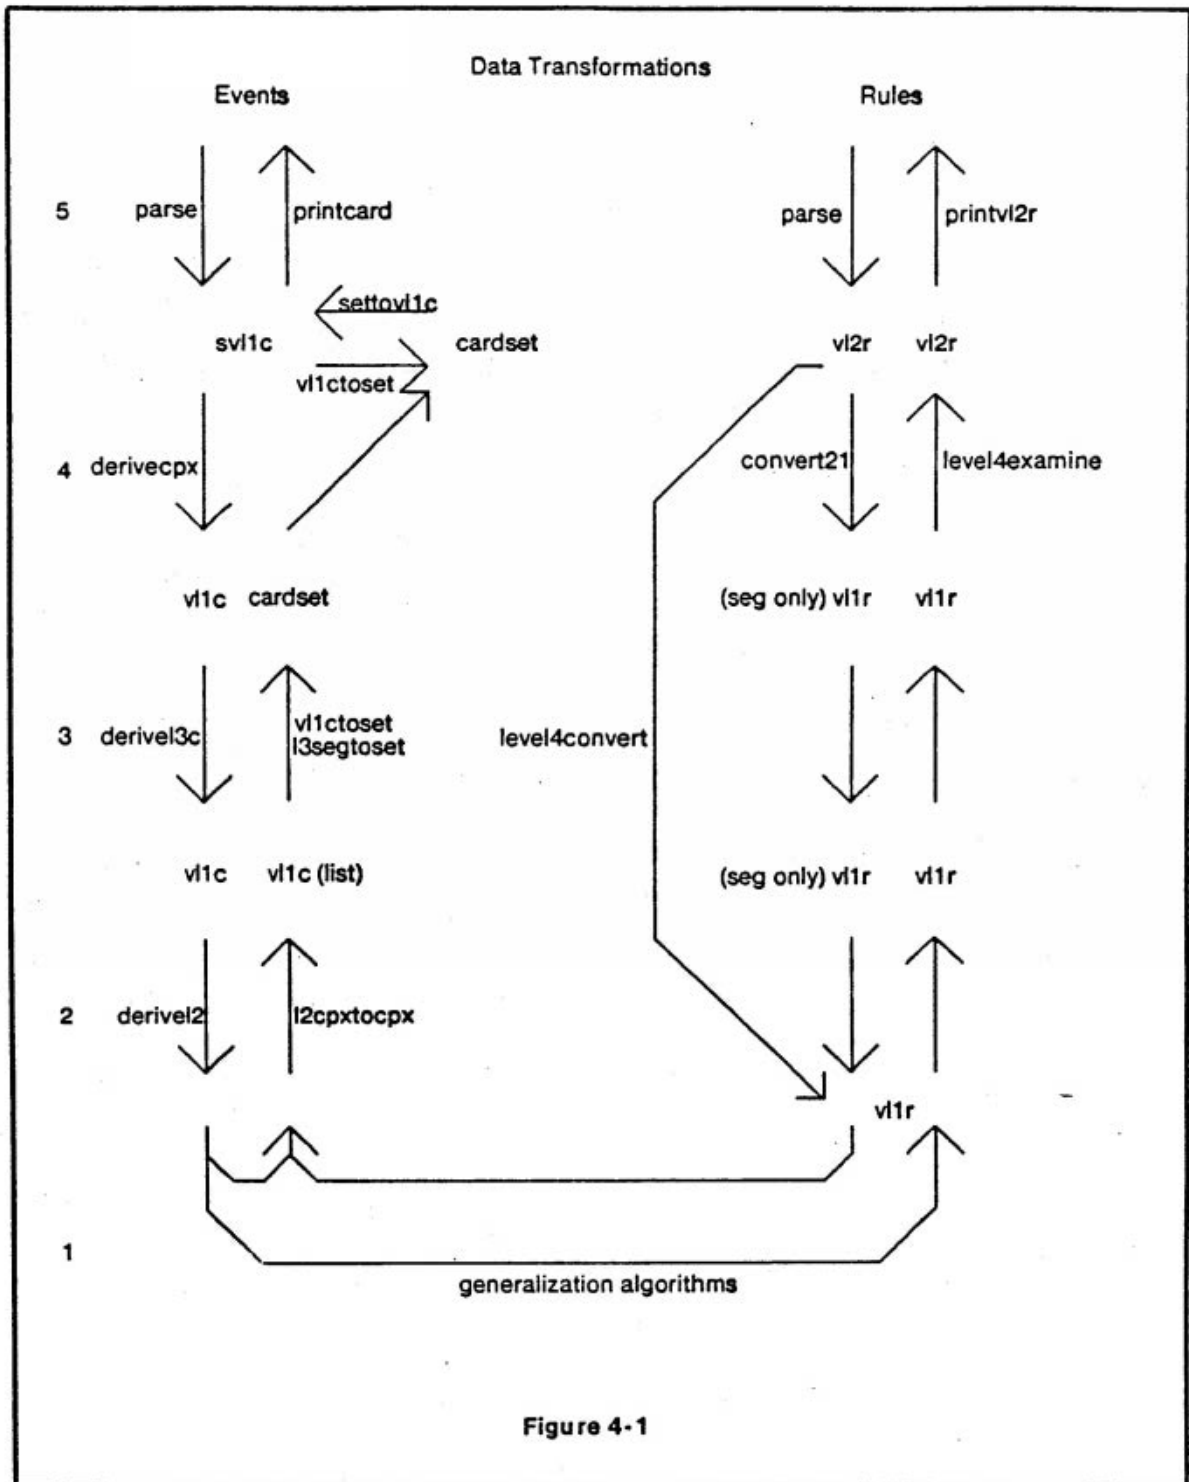 Data Transformations
Events Rules
5 parse printcard parse printvl2r
settovl1c
svl1c cardset vl2r vl2r
vl1ctoset
4 derivecpx convert21 level4examine
vl1c cardset (seg only) vl1r vl1r
vl1ctoset
3 derivel3c l3segtoset level4convert
vl1c vl1c (list) (seg only) vl1r vl1r
2 derivel2 l2cpxtocpx
vl1r
1
generalization algorithms
Figure 4-1